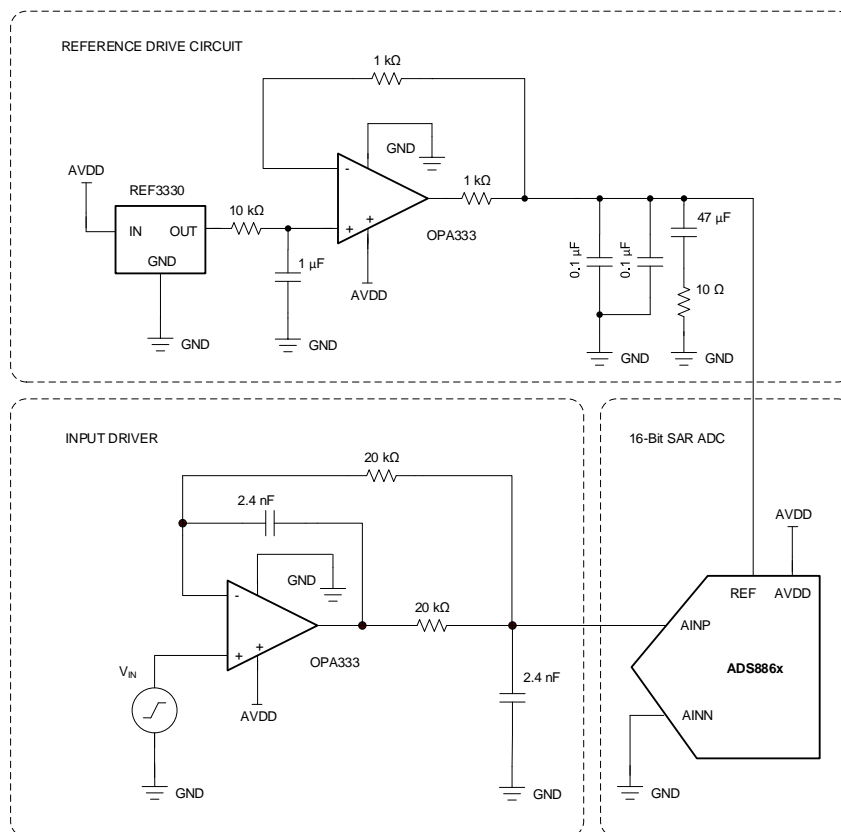 REFERENCE DRIVE CIRCUIT
1 kΩ
GND
AVDD
REF3330
IN OUT
GND
10 kΩ
1 µF
GND
GND
-
+
+
AVDD
OPA333
1 kΩ
0.1 µF
0.1 µF
47 µF
10 Ω
GND
GND
INPUT DRIVER
20 kΩ
2.4 nF
GND
-
+
+
OPA333
AVDD
VIN
GND
20 kΩ
2.4 nF
GND
16-Bit SAR ADC
AVDD
REF AVDD
AINP
ADS886x
AINN
GND